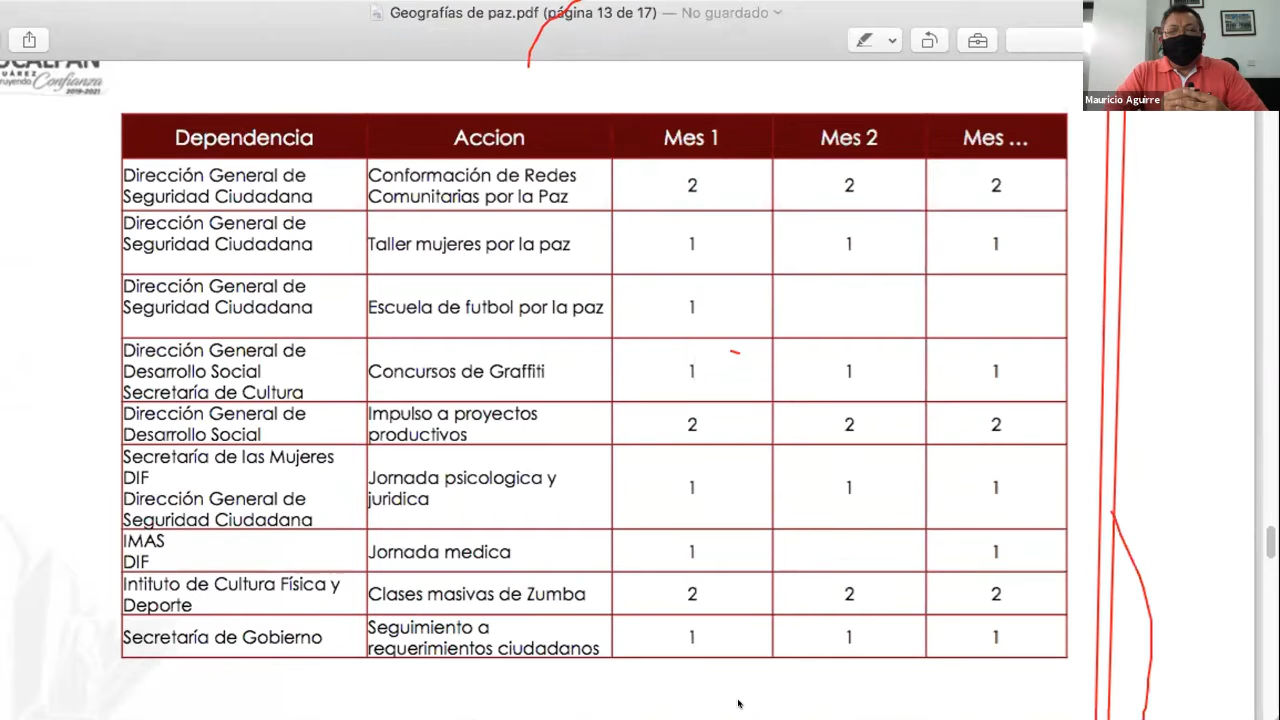 Geografías de paz.pdf (página 13 de 17) — No guardado
Confianza
2019-2021
Mauricio Aguirre
Dependencia Accion Mes 1 Mes 2 Mes ...
Dirección General de
Seguridad Ciudadana
Conformación de Redes
Comunitarias por la Paz
2 2 2
Dirección General de
Seguridad Ciudadana
Taller mujeres por la paz
1 1 1
Dirección General de
Seguridad Ciudadana
Escuela de futbol por la paz
1
Dirección General de
Desarrollo Social
Secretaría de Cultura
Concursos de Graffiti
1 1 1
Dirección General de
Desarrollo Social
Impulso a proyectos
productivos
2 2 2
Secretaría de las Mujeres
DIF
Dirección General de
Seguridad Ciudadana
Jornada psicologica y
juridica
1 1 1
IMAS
DIF
Jornada medica
1 1
Intituto de Cultura Física y
Deporte
Clases masivas de Zumba
2 2 2
Secretaría de Gobierno
Seguimiento a
requerimientos ciudadanos
1 1 1